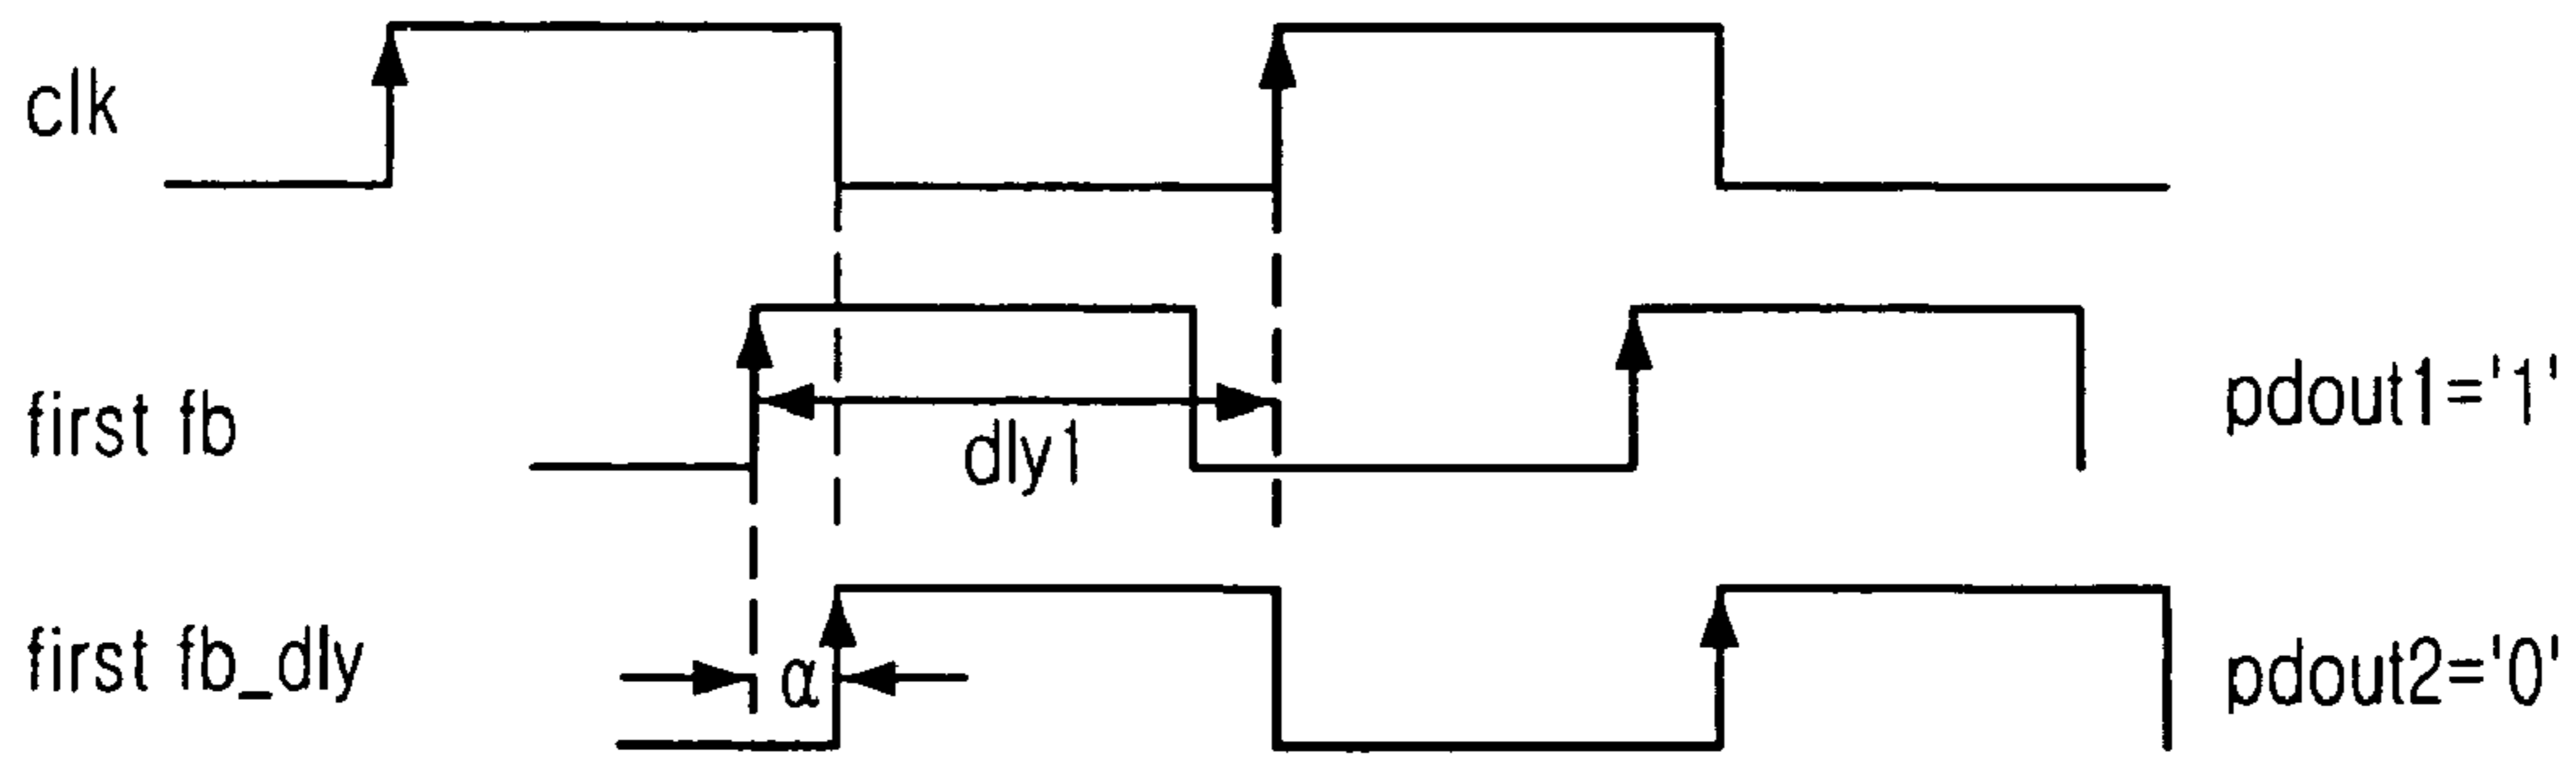 clk
first fb
dly1
pdout1='1'
first fb_dly
α
pdout2='0'